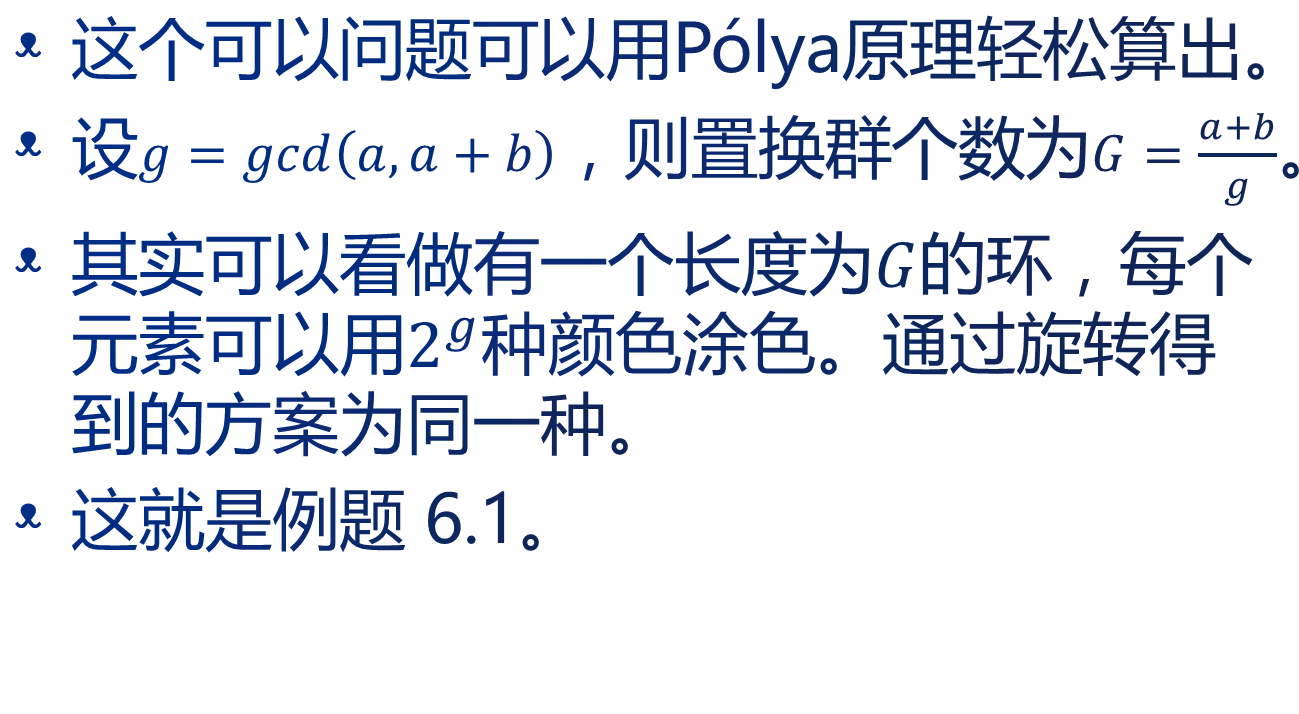 这个可以问题可以用Pólya原理轻松算出。
设g = gcd(a, a + b)，则置换群个数为G = \frac{a+b}{g}。
其实可以看做有一个长度为G的环，每个
元素可以用2^g种颜色涂色。通过旋转得
到的方案为同一种。
这就是例题 6.1。